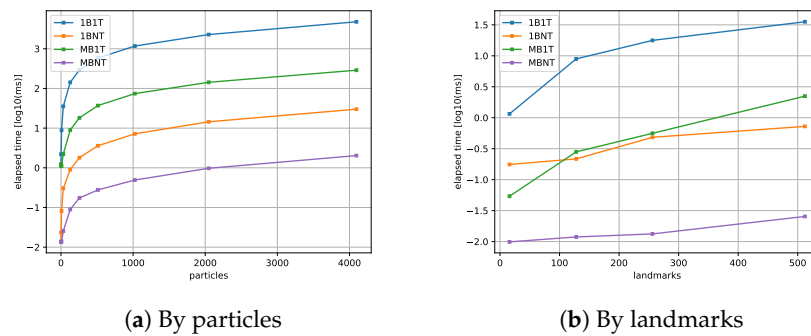 1B1T
1BNT
MB1T
MBNT
3
2
1
0
−1
−2
elapsed time [log10(ms)]
0 1000 2000 3000 4000
particles
(a) By particles
1B1T
1BNT
MB1T
MBNT
1.5
1.0
0.5
0.0
−0.5
−1.0
−1.5
−2.0
elapsed time [log10(ms)]
0 100 200 300 400 500
landmarks
(b) By landmarks